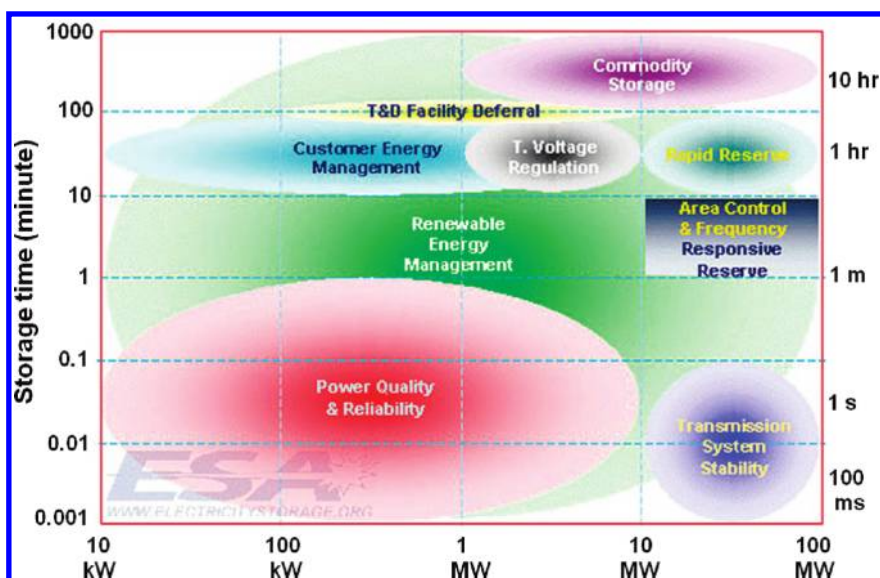 1000
100
10
1
0.1
0.01
0.001
Storage time (minute)
Commodity
Storage
T&D Facility Deferral
Customer Energy
Management
T. Voltage
Regulation
Rapid Reserve
Renewable
Energy
Management
Area Control
& Frequency
Responsive
Reserve
Power Quality
& Reliability
Transmission
System
Stability
ESA
WWW.ELECTRICITYSTORAGE.ORG
10 hr
1 hr
1 m
1 s
100
ms
10
kW
100
kW
1
MW
10
MW
100
MW